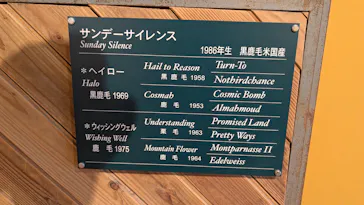 サンデーサイレンス
Sunday Silence
1986年生 黒鹿毛米国産
*ヘイロー
Halo
黒鹿毛 1969
*ウィッシングウェル
Wishing Well
鹿毛 1975
Hail to Reason
黒鹿毛 1958
Cosmah
鹿毛 1953
Understanding
栗毛 1963
Mountain Flower
鹿毛 1964
Turn-To
Nothirdchance
Cosmic Bomb
Almahmoud
Promised Land
Pretty Ways
Montparnasse II
Edelweiss